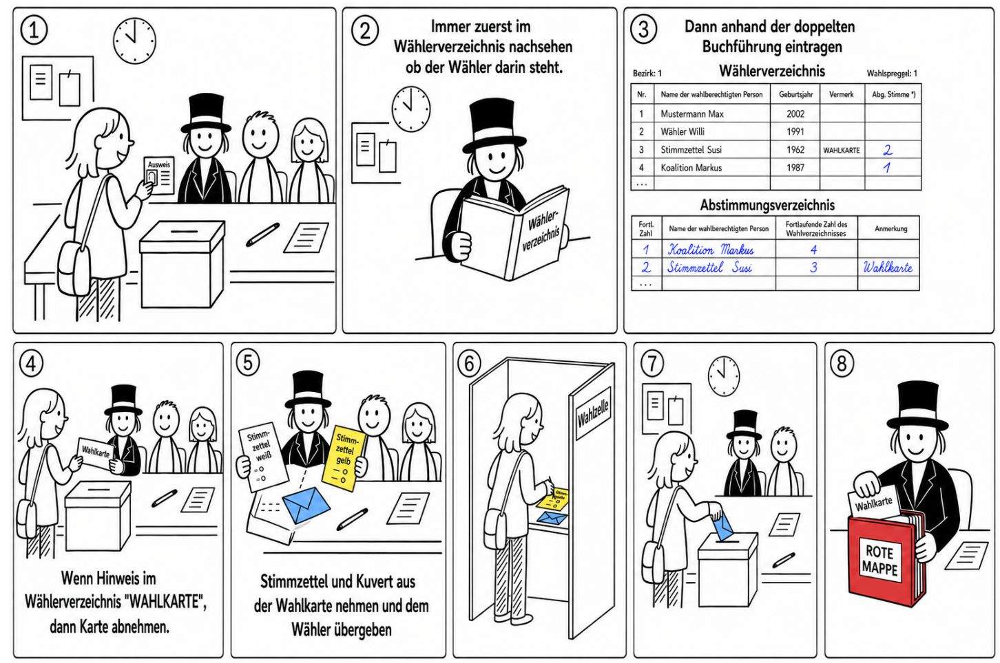 1
Ausweis
2
Immer zuerst im
Wählerverzeichnis nachsehen
ob der Wähler darin steht.
Wähler-
verzeichnis
3
Dann anhand der doppelten
Buchführung eintragen
Bezirk: 1 Wählerverzeichnis Wahlspregel: 1
Nr. Name der wahlberechtigten Person Geburtsjahr Vermerk Abg. Stimme *)
1 Mustermann Max 2002
2 Wähler Willi 1991
3 Stimmzettel Susi 1962 WAHLKARTE 2
4 Koalition Markus 1987 1
...
Abstimmungsverzeichnis
Fortl. Zahl Name der wahlberechtigten Person Fortlaufende Zahl des Wahlverzeichnisses Anmerkung
1 Koalition Markus 4
2 Stimmzettel Susi 3 Wahlkarte
...
4
Wahlkarte
Wenn Hinweis im
Wählerverzeichnis "WAHLKARTE",
dann Karte abnehmen.
5
Stimm-
zettel
weiß
Stimm-
zettel
gelb
Stimmzettel und Kuvert aus
der Wahlkarte nehmen und dem
Wähler übergeben
6
Wahlzelle
7
8
Wahlkarte
ROTE
MAPPE